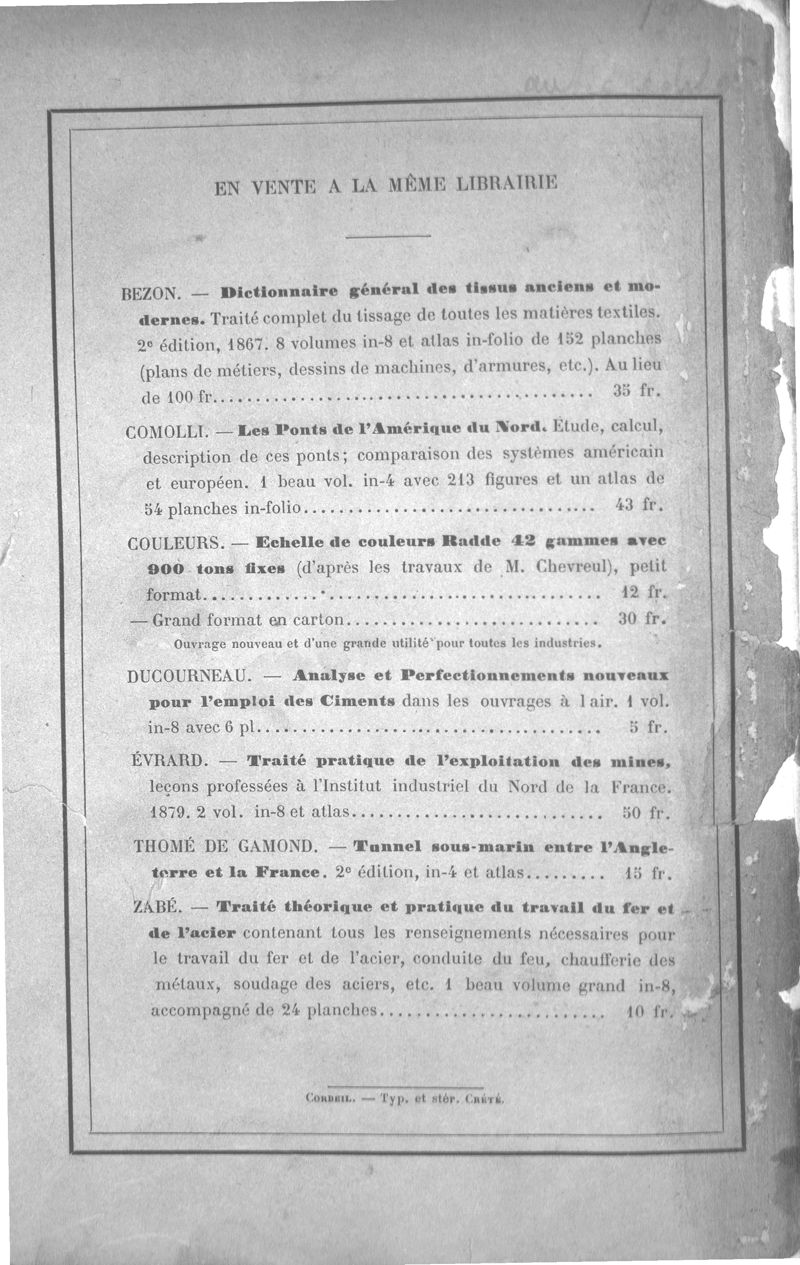 EN VENTE A LA MÊME LIBRAIRIE
BEZON. — Dictionnaire général des tissus anciens et mo-
dernes. Traité complet du tissage de toutes les matières textiles.
2e édition, 1867. 8 volumes in-8 et atlas in-folio de 152 planches
(plans de métiers, dessins de machines, d'armures, etc.). Au lieu
de 100 fr........................................ 35 fr.
COMOLLI. — Les Ponts de l'Amérique du Nord. Étude, calcul,
description de ces ponts; comparaison des systèmes américain
et européen. 1 beau vol. in-4 avec 213 figures et un atlas de
54 planches in-folio................................ 43 fr.
COULEURS. — Echelle de couleurs Radde 42 gammes avec
900 tons fixes (d'après les travaux de M. Chevreul), petit
format........................................... 12 fr.
— Grand format en carton............................ 30 fr.
Ouvrage nouveau et d'une grande utilité pour toutes les industries.
DUCOURNEAU. — Analyse et Perfectionnements nouveaux
pour l'emploi des Ciments dans les ouvrages à l air. 1 vol.
in-8 avec 6 pl...................................... 5 fr.
ÉVRARD. — Traité pratique de l'exploitation des mines,
leçons professées à l'Institut industriel du Nord de la France.
1879. 2 vol. in-8 et atlas............................ 50 fr.
THOMÉ DE GAMOND. — Tunnel sous-marin entre l'Angle-
terre et la France. 2e édition, in-4 et atlas......... 15 fr.
ZABÉ. — Traité théorique et pratique du travail du fer et
de l'acier contenant tous les renseignements nécessaires pour
le travail du fer et de l'acier, conduite du feu, chaufferie des
métaux, soudage des aciers, etc. 1 beau volume grand in-8,
accompagné de 24 planches......................... 10 fr.
CORBEIL. — Typ. et stér. CRÉTÉ.